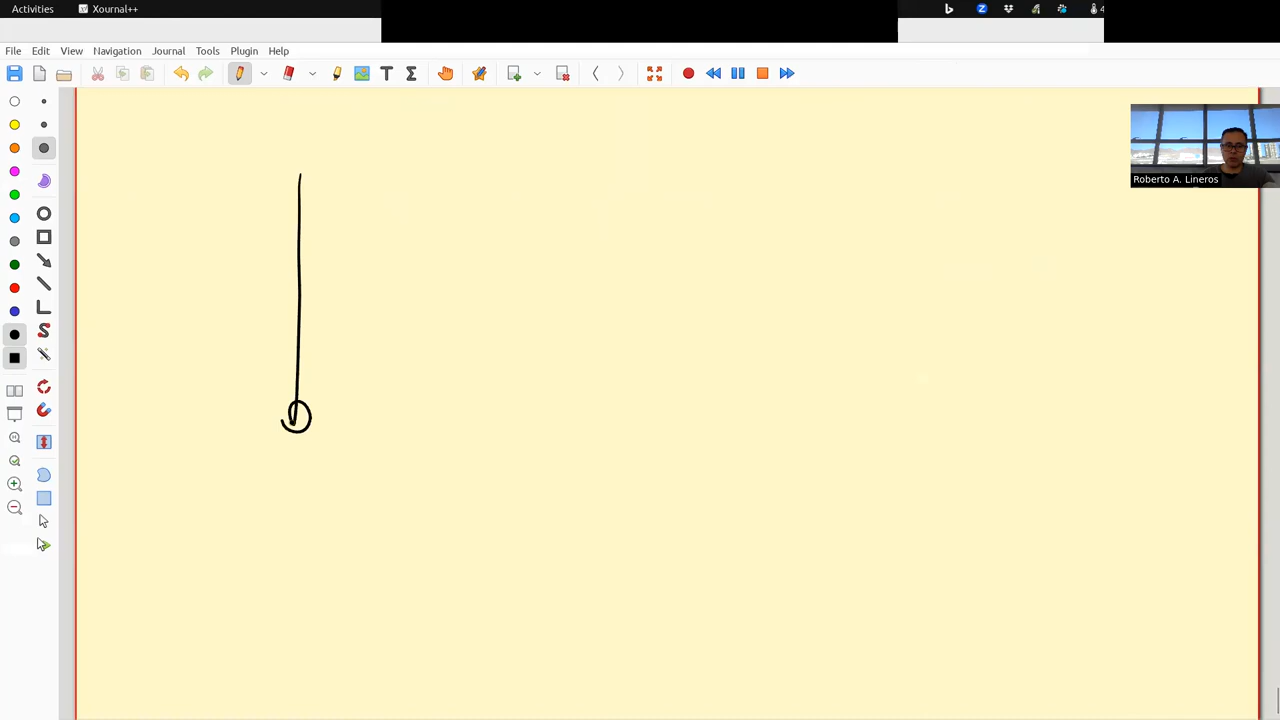 Activities Xournal++
File Edit View Navigation Journal Tools Plugin Help
Roberto A. Lineros